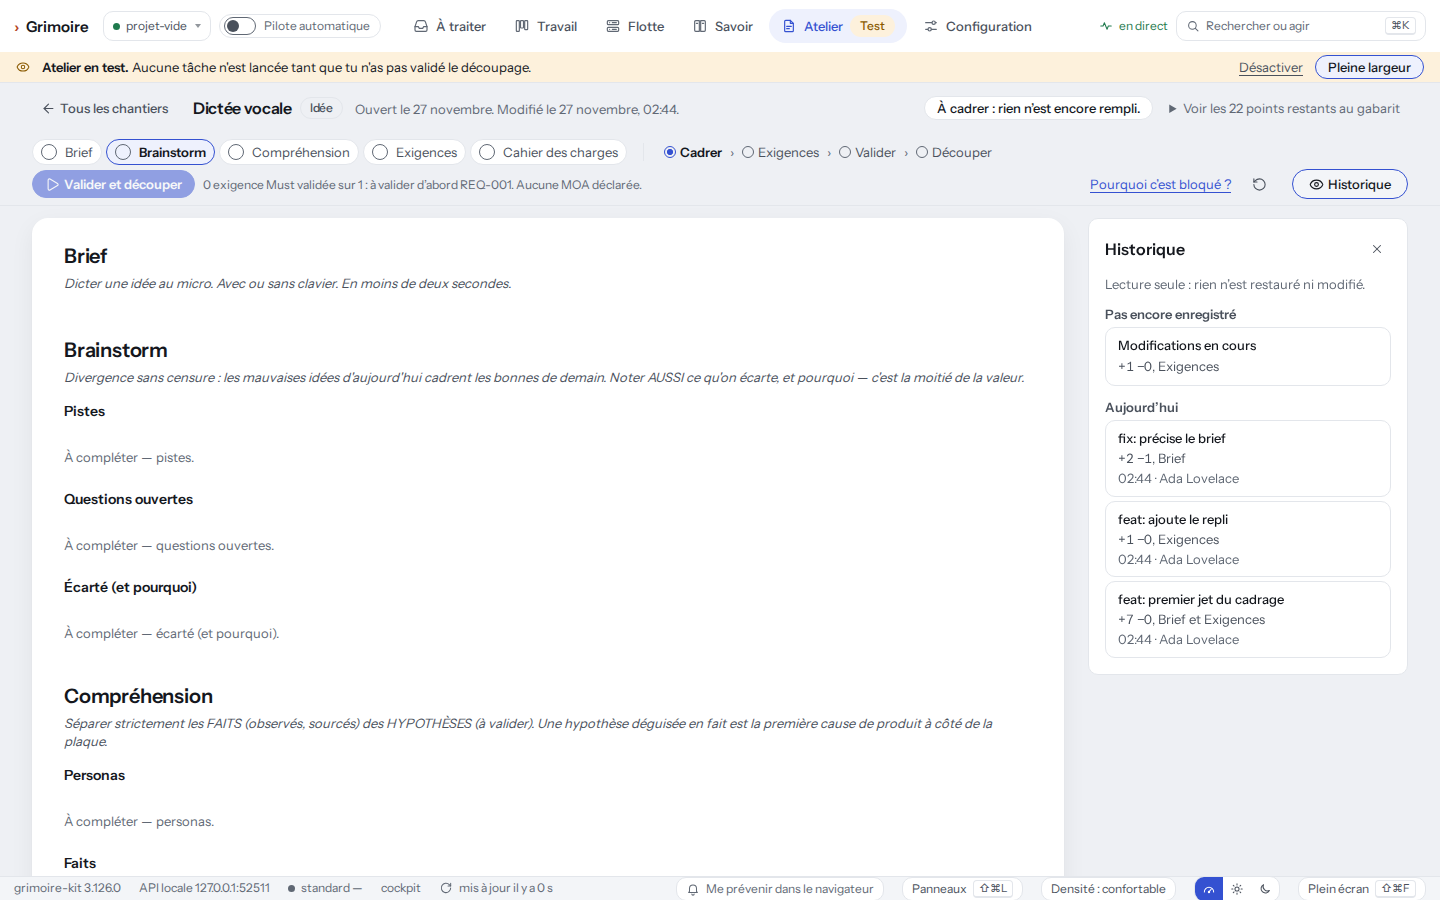 › Grimoire
projet-vide
Pilote automatique
À traiter
Travail
Flotte
Savoir
Atelier Test
Configuration
en direct
Rechercher ou agir ⌘K
Atelier en test. Aucune tâche n'est lancée tant que tu n'as pas validé le découpage.
Désactiver
Pleine largeur
← Tous les chantiers
Dictée vocale
Idée
Ouvert le 27 novembre. Modifié le 27 novembre, 02:44.
À cadrer : rien n'est encore rempli.
▶ Voir les 22 points restants au gabarit
Brief
Brainstorm
Compréhension
Exigences
Cahier des charges
Cadrer › Exigences › Valider › Découper
Valider et découper
0 exigence Must validée sur 1 : à valider d'abord REQ-001. Aucune MOA déclarée.
Pourquoi c'est bloqué ?
Historique
Brief
Dicter une idée au micro. Avec ou sans clavier. En moins de deux secondes.
Brainstorm
Divergence sans censure : les mauvaises idées d'aujourd'hui cadrent les bonnes de demain. Noter AUSSI ce qu'on écarte, et pourquoi — c'est la moitié de la valeur.
Pistes
À compléter — pistes.
Questions ouvertes
À compléter — questions ouvertes.
Écarté (et pourquoi)
À compléter — écarté (et pourquoi).
Compréhension
Séparer strictement les FAITS (observés, sourcés) des HYPOTHÈSES (à valider). Une hypothèse déguisée en fait est la première cause de produit à côté de la
plaque.
Personas
À compléter — personas.
Faits
Historique
Lecture seule : rien n'est restauré ni modifié.
Pas encore enregistré
Modifications en cours
+1 −0, Exigences
Aujourd'hui
fix: précise le brief
+2 −1, Brief
02:44 · Ada Lovelace
feat: ajoute le repli
+1 −0, Exigences
02:44 · Ada Lovelace
feat: premier jet du cadrage
+7 −0, Brief et Exigences
02:44 · Ada Lovelace
grimoire-kit 3.126.0
API locale 127.0.0.1:52511
standard —
cockpit
mis à jour il y a 0 s
Me prévenir dans le navigateur
Panneaux ⇧⌘L
Densité : confortable
Plein écran ⇧⌘F